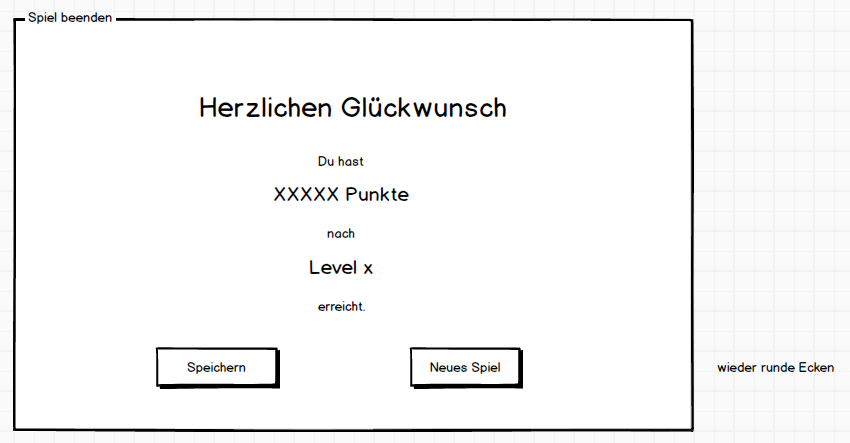 Spiel beenden
Herzlichen Glückwunsch
Du hast
XXXXX Punkte
nach
Level x
erreicht.
Speichern
Neues Spiel
wieder runde Ecken